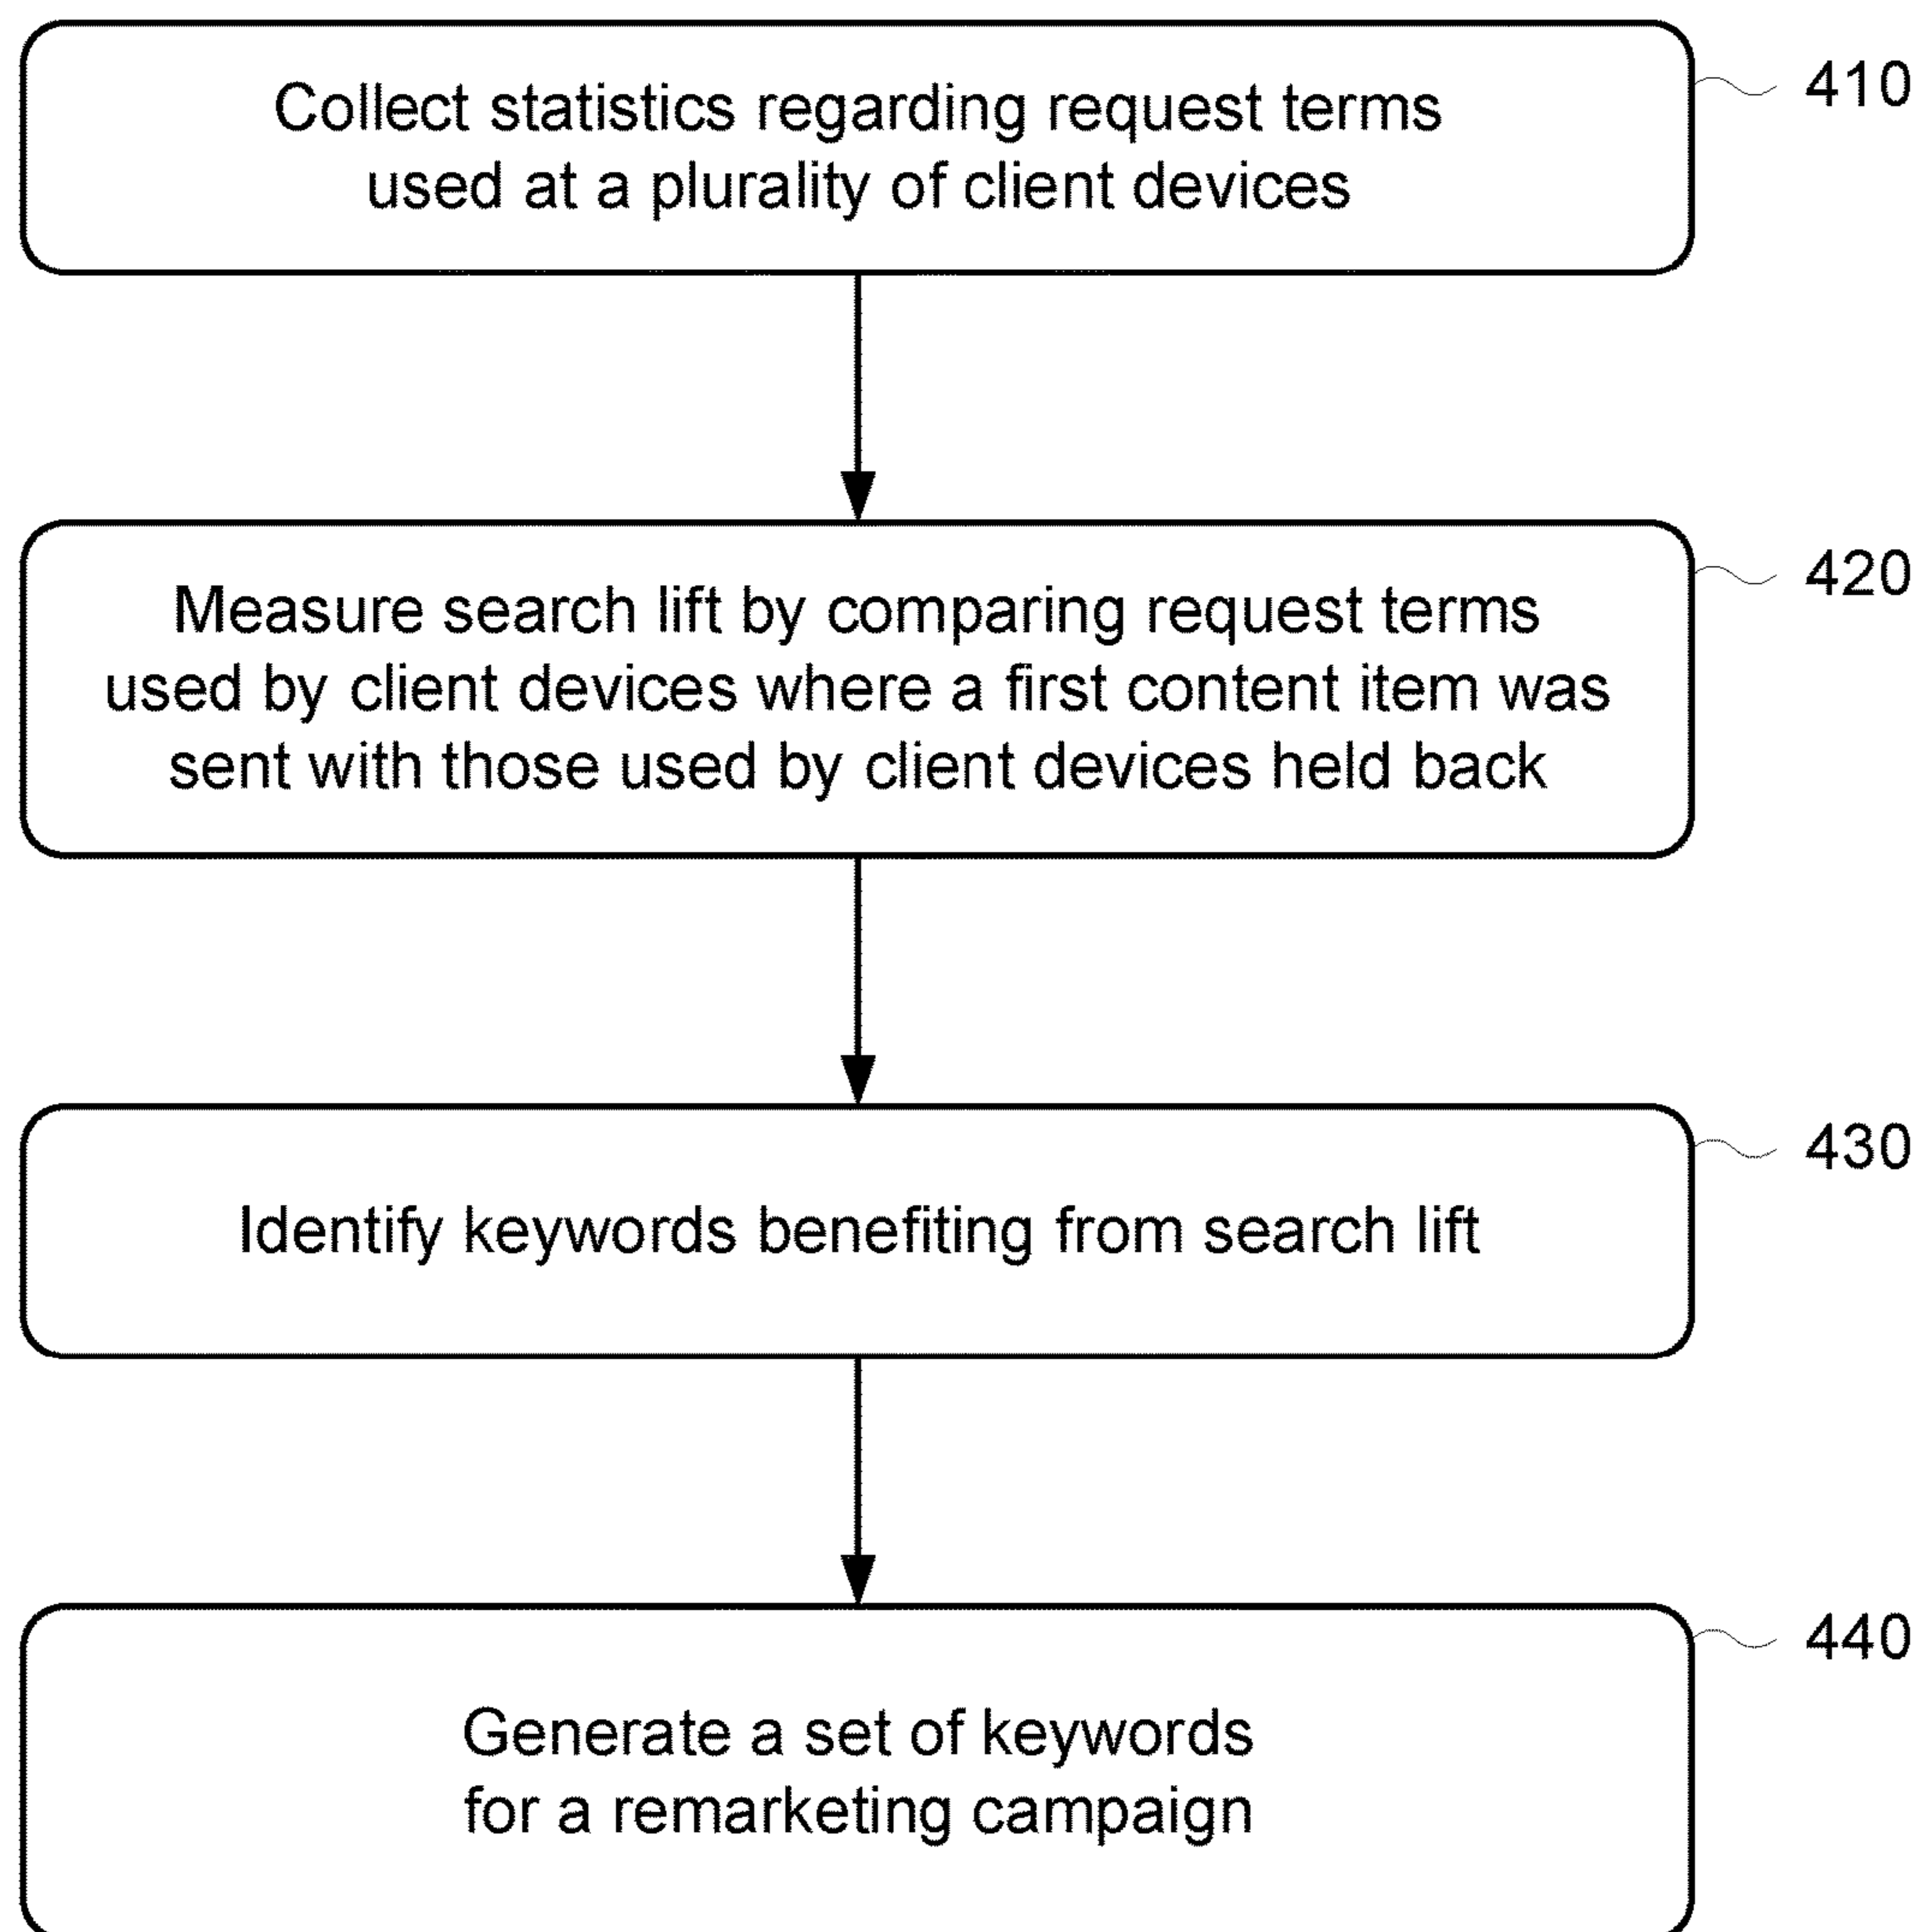 Collect statistics regarding request terms
used at a plurality of client devices
410
Measure search lift by comparing request terms
used by client devices where a first content item was
sent with those used by client devices held back
420
Identify keywords benefiting from search lift
430
Generate a set of keywords
for a remarketing campaign
440